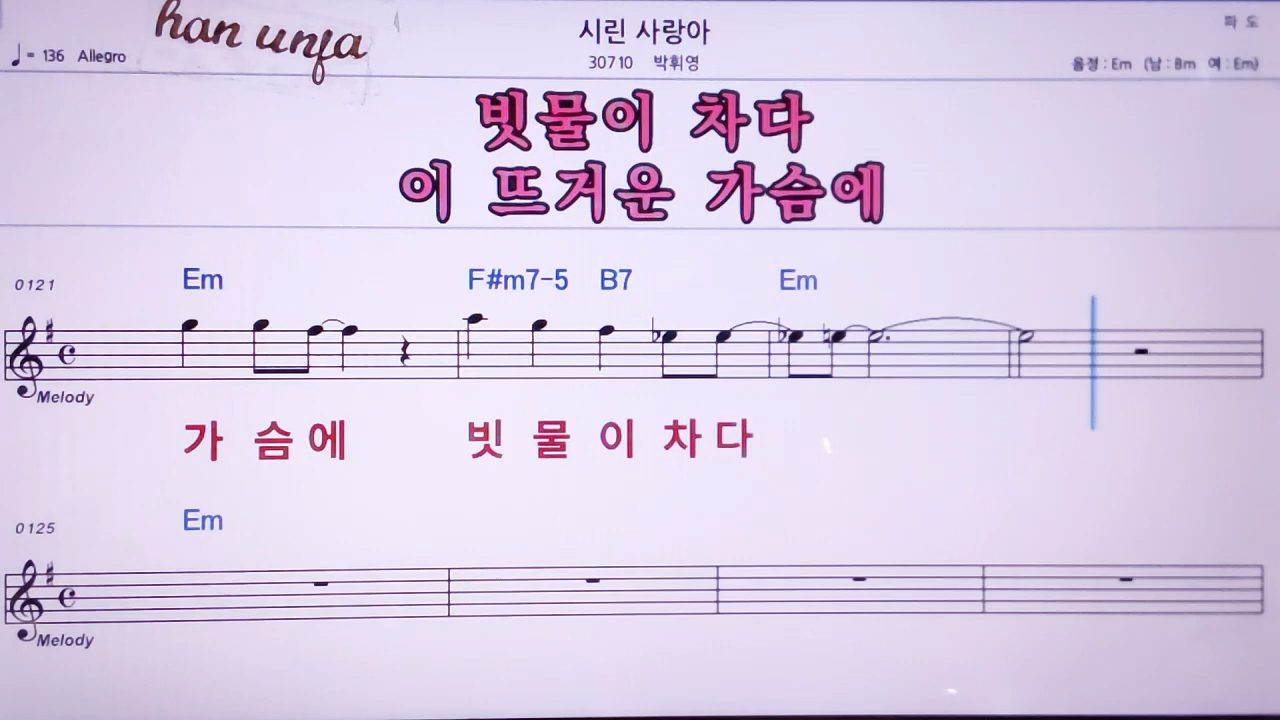 han unja
시린 사랑아
파 도
♩= 136 Allegro
30710 박휘영
음정 : Em (남 : Bm 여 : Em)
빗물이 차다
이 뜨거운 가슴에
0121
Em F#m7-5 B7 Em
Melody
가 슴 에 빗 물 이 차 다
0125
Em
Melody